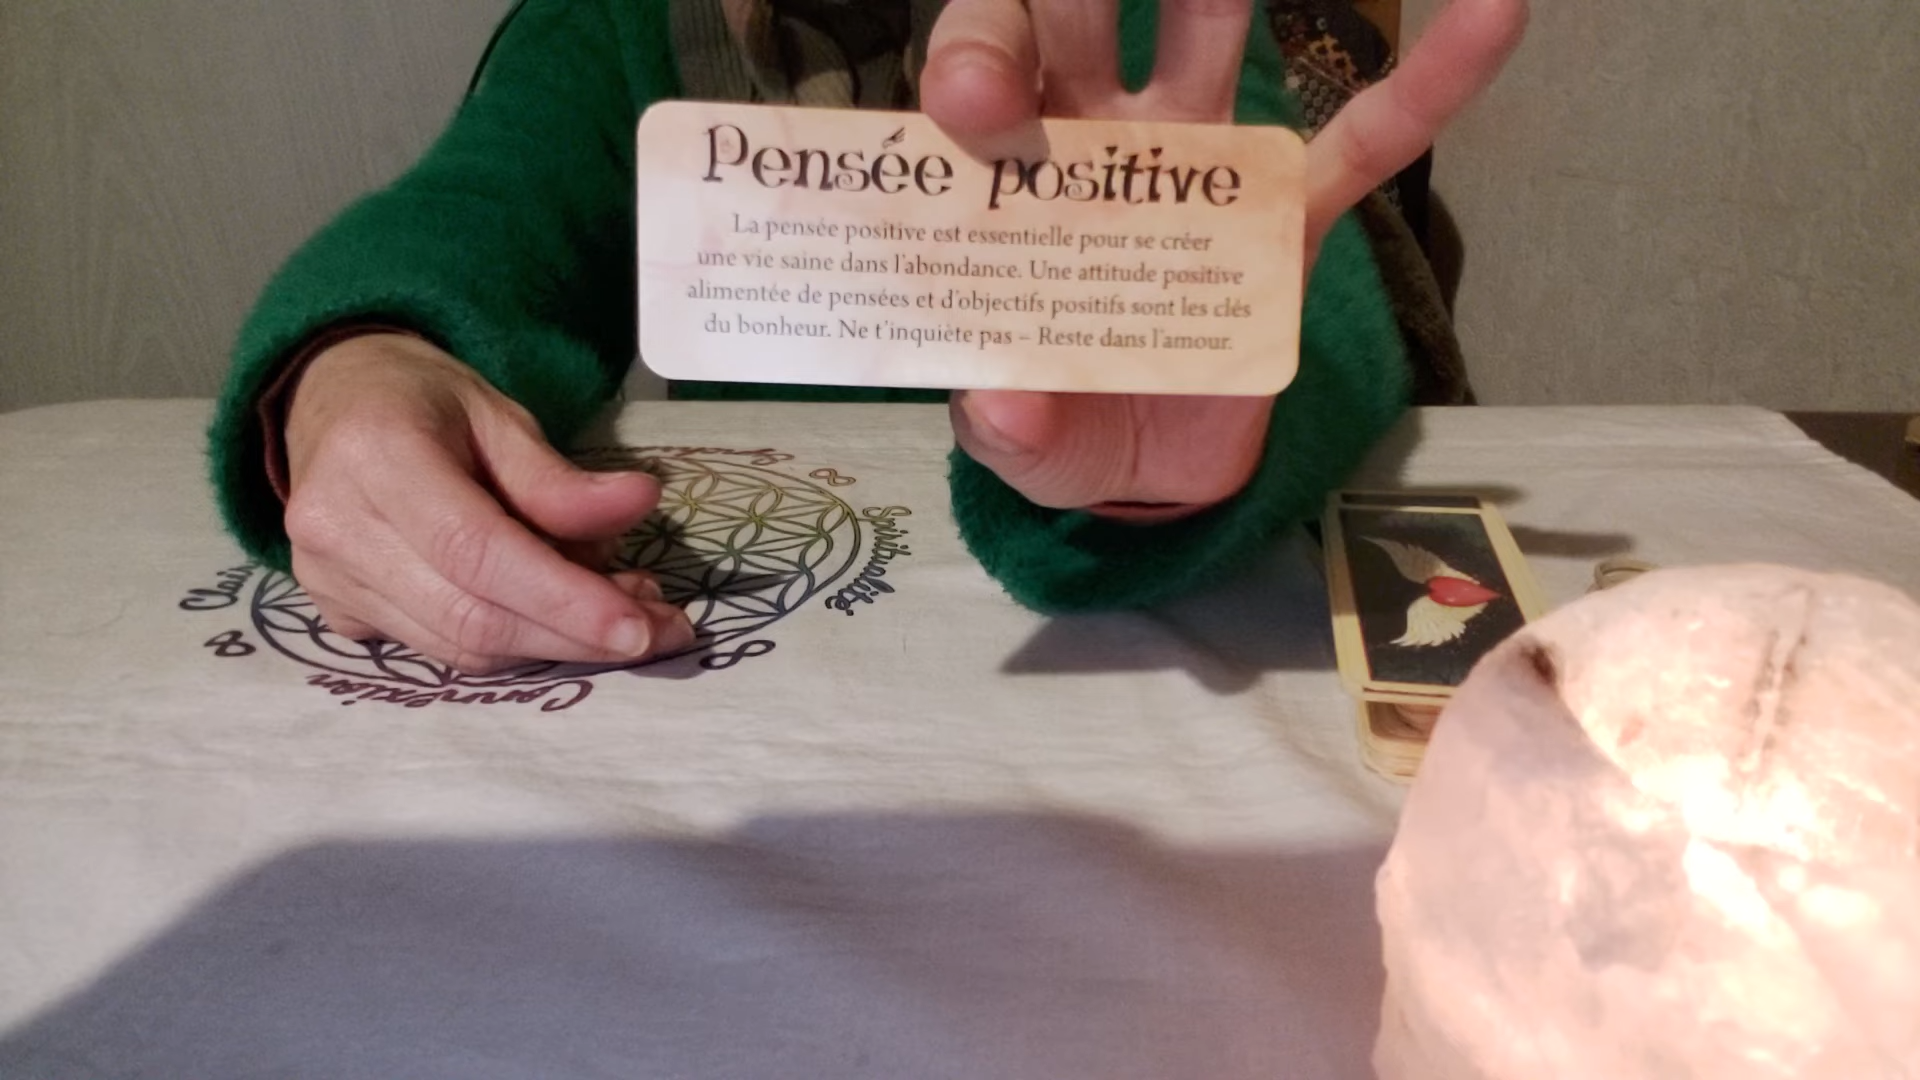 Pensée positive
La pensée positive est essentielle pour se créer
une vie saine dans l'abondance. Une attitude positive
alimentée de pensées et d'objectifs positifs sont les clés
du bonheur. Ne t'inquiète pas – Reste dans l'amour.
Spiritualité
Connexion